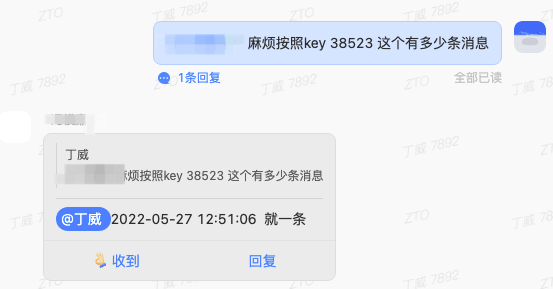 麻烦按照key 38523 这个有多少条消息
1条回复
全部已读
丁威
麻烦按照key 38523 这个有多少条消息
@丁威 2022-05-27 12:51:06 就一条
收到
回复
ZTO
丁威 7892